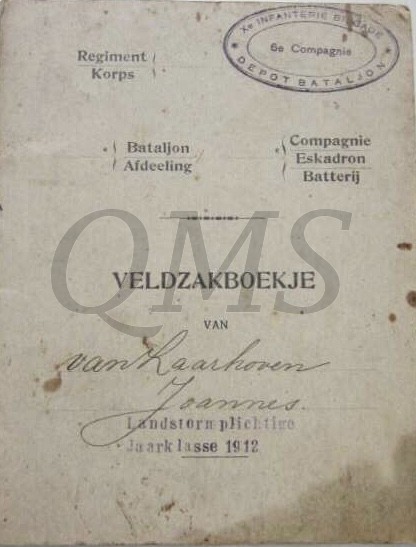 Xe INFANTERIE BRIGADE
6e Compagnie
DEPOT BATALJON
Regiment
Korps
Bataljon
Afdeeling
Compagnie
Eskadron
Batterij
QMS
VELDZAKBOEKJE
VAN
van Laarhoven
Joannes.
Landstormplichtige
Jaarklasse 1912